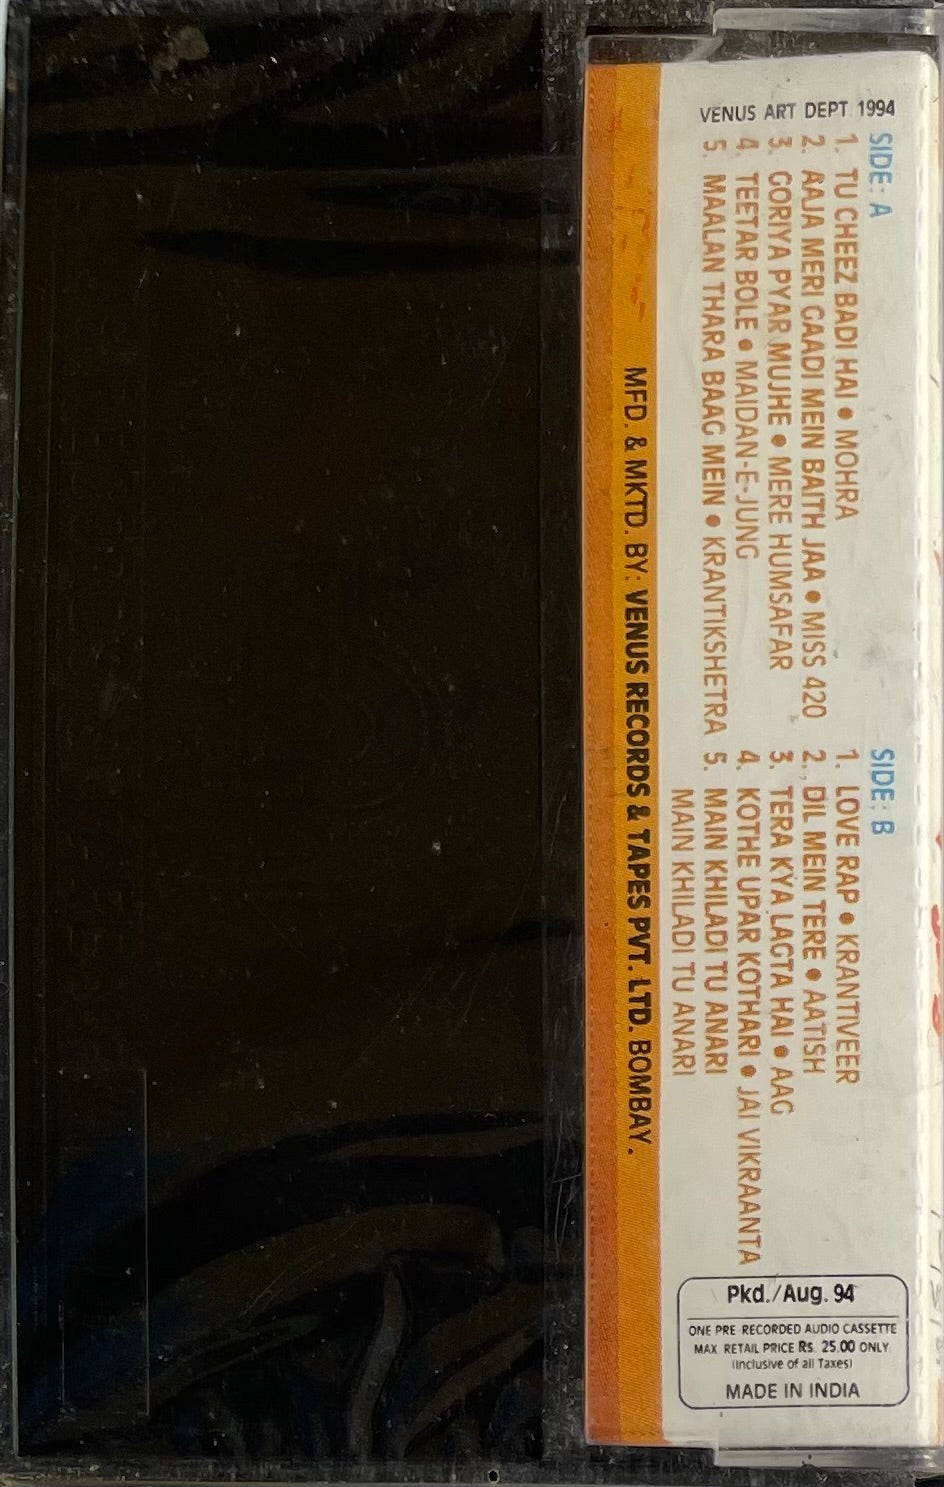 VENUS ART DEPT. 1994
SIDE: A
1. TU CHEEZ BADI HAI • MOHRA
2. AAJA MERI GAADI MEIN BAITH JAA • MISS 420
3. GORIYA PYAR MUJHE • MERE HUMSAFAR
4. TEETAR BOLE • MAIDAN-E-JUNG
5. MAALAN THARA BAAG MEIN • KRANTIKSHETRA
SIDE: B
1. LOVE RAP • KRANTIVEER
2. DIL MEIN TERE • AATISH
3. TERA KYA LAGTA HAI • AAG
4. KOTHE UPAR KOTHARI • JAI VIKRAANTA
5. MAIN KHILADI TU ANARI
MAIN KHILADI TU ANARI
MFD. & MKTD. BY: VENUS RECORDS & TAPES PVT. LTD. BOMBAY.
Pkd./Aug. 94
ONE PRE-RECORDED AUDIO CASSETTE
MAX. RETAIL PRICE Rs. 25.00 ONLY
(Inclusive of all Taxes)
MADE IN INDIA